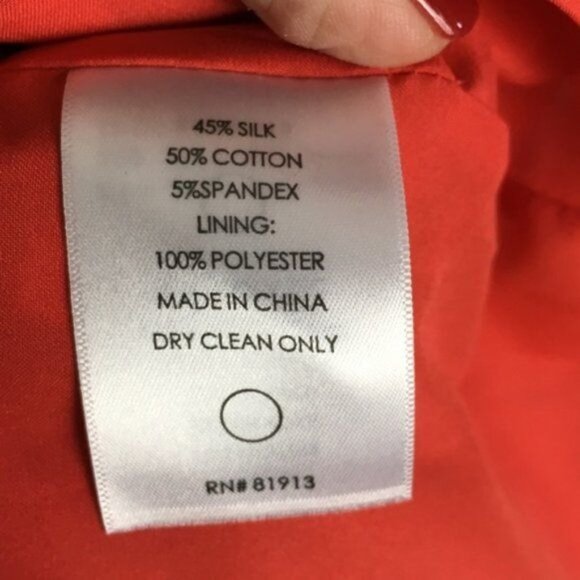 45% SILK
50% COTTON
5%SPANDEX
LINING:
100% POLYESTER
MADE IN CHINA
DRY CLEAN ONLY
RN# 81913